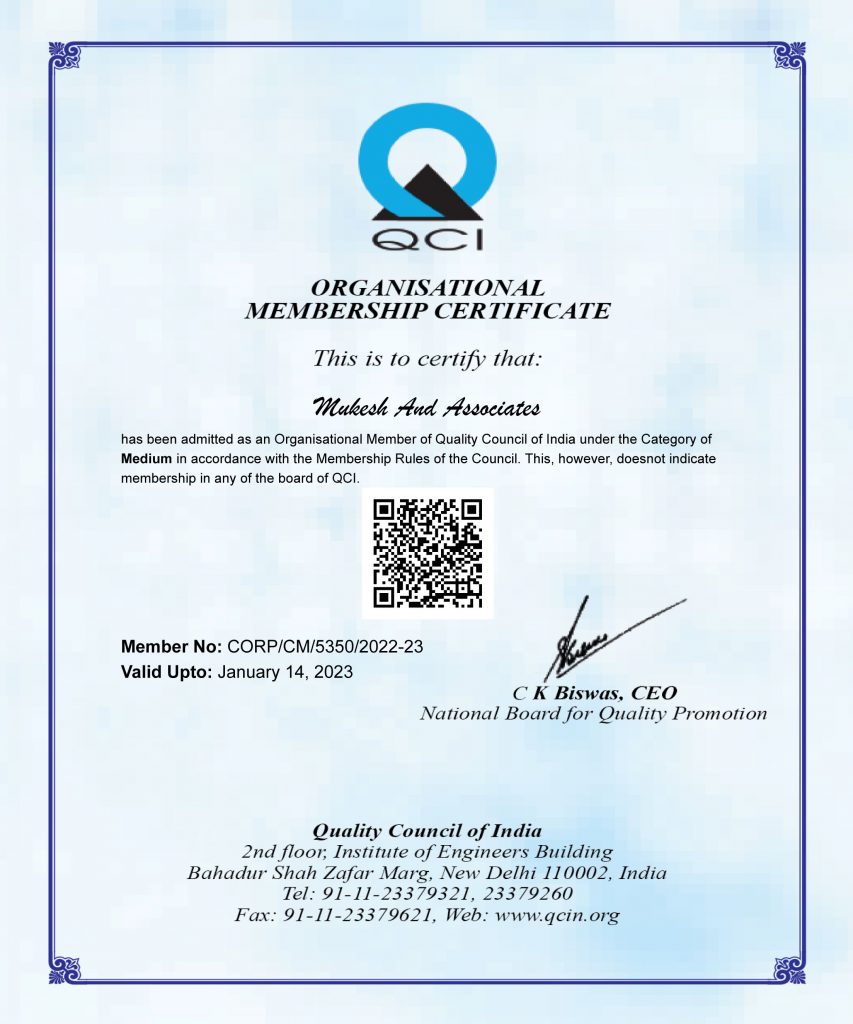 QCI
ORGANISATIONAL
MEMBERSHIP CERTIFICATE
This is to certify that:
Mukesh And Associates
has been admitted as an Organisational Member of Quality Council of India under the Category of
Medium in accordance with the Membership Rules of the Council. This, however, doesnot indicate
membership in any of the board of QCI.
Member No: CORP/CM/5350/2022-23
Valid Upto: January 14, 2023
C K Biswas, CEO
National Board for Quality Promotion
Quality Council of India
2nd floor, Institute of Engineers Building
Bahadur Shah Zafar Marg, New Delhi 110002, India
Tel: 91-11-23379321, 23379260
Fax: 91-11-23379621, Web: www.qcin.org